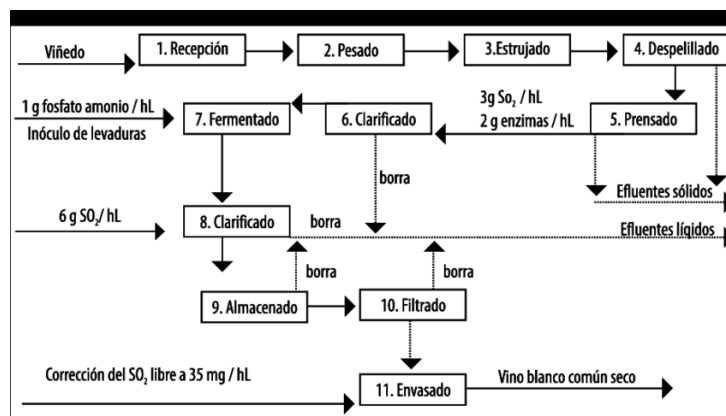 Viñedo
1. Recepción
2. Pesado
3.Estrujado
4. Despelillado
1 g fosfato amonio / hL
Inóculo de levaduras
7. Fermentado
6. Clarificado
3g So₂ / hL
2 g enzimas / hL
5. Prensado
borra
Efluentes sólidos
6 g SO₂/ hL
8. Clarificado
borra
Efluentes lígidos
borra
borra
9. Almacenado
10. Filtrado
Corrección del SO₂ libre a 35 mg / hL
11. Envasado
Vino blanco común seco